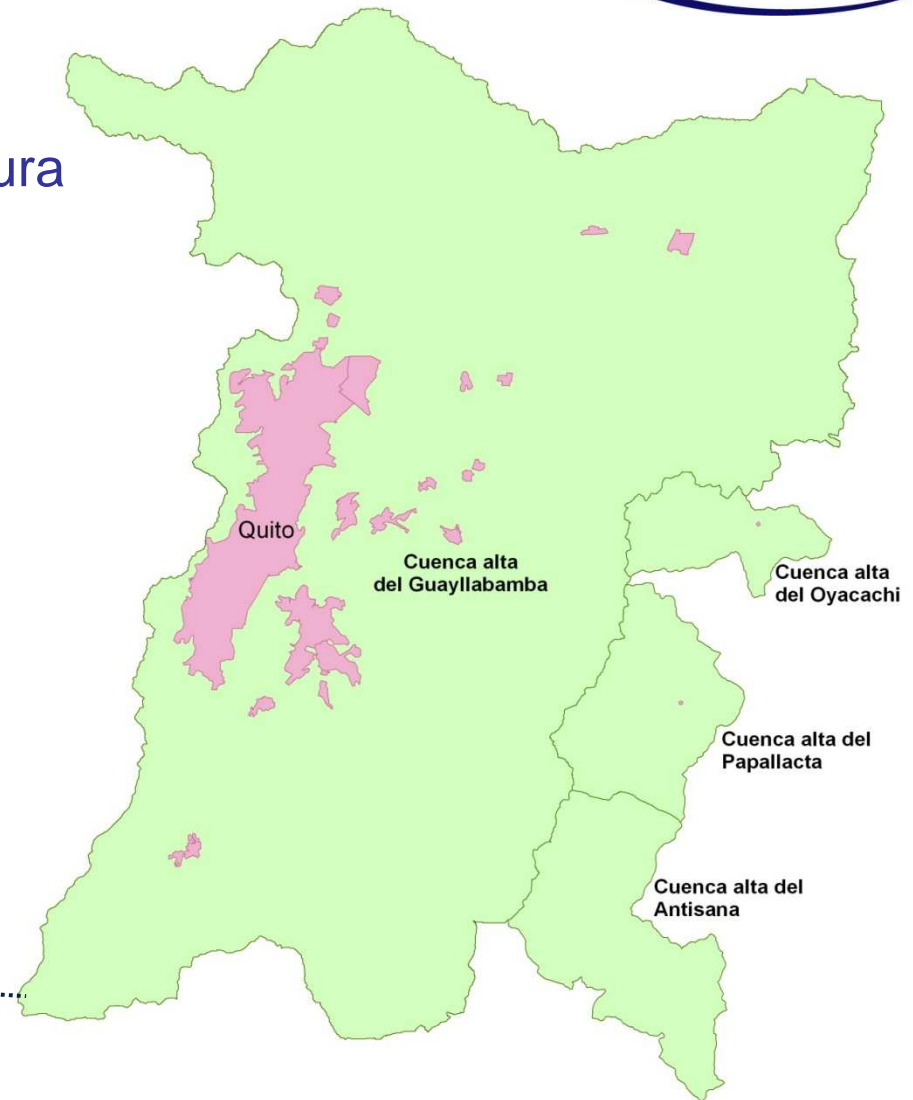 ura
Quito
Cuenca alta
del Guayllabamba
Cuenca alta
del Oyacachi
Cuenca alta del
Papallacta
Cuenca alta del
Antisana